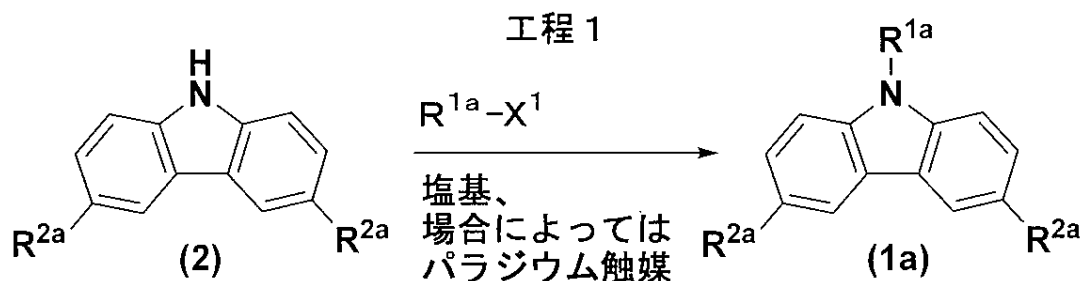 工程 1
H
N
R2a
R2a
(2)
R1a-X1
塩基、
場合によっては
パラジウム触媒
R1a
N
R2a
R2a
(1a)